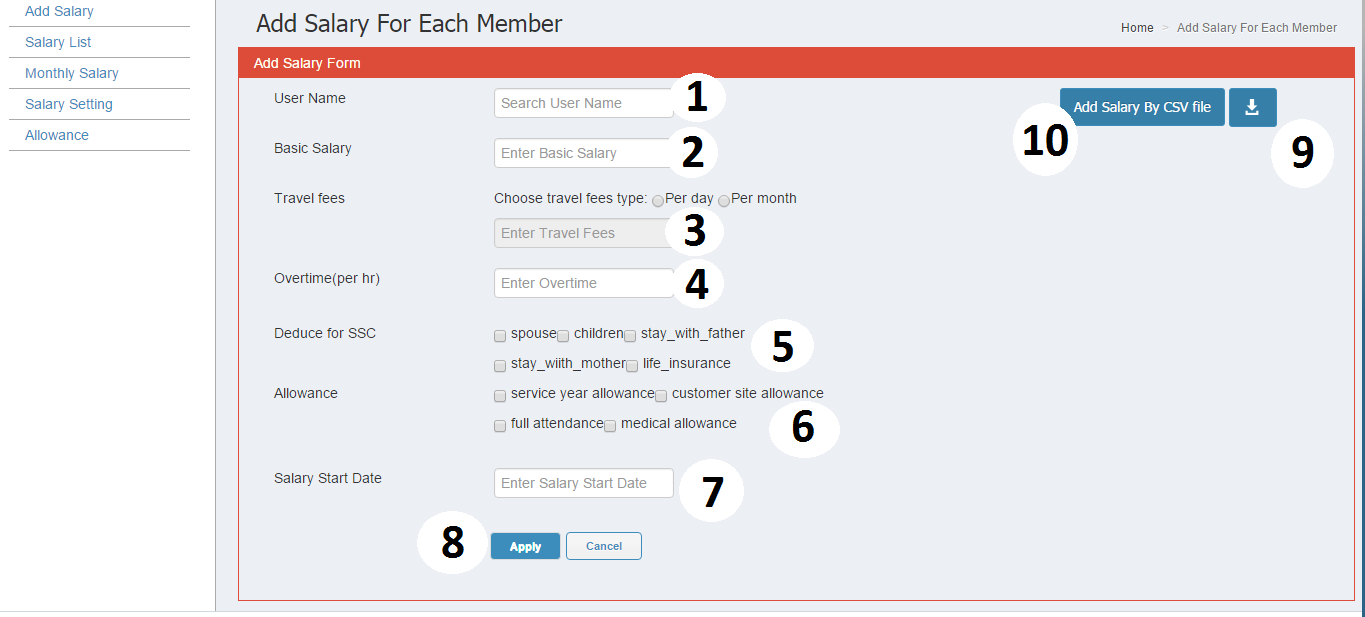 Add Salary
Salary List
Monthly Salary
Salary Setting
Allowance
Add Salary For Each Member
Home > Add Salary For Each Member
Add Salary Form
User Name
Search User Name
1
Add Salary By CSV file
10
9
Basic Salary
Enter Basic Salary
2
Travel fees
Choose travel fees type: Per day Per month
Enter Travel Fees
3
Overtime(per hr)
Enter Overtime
4
Deduce for SSC
spouse children stay_with_father
stay_wiith_mother life_insurance
5
Allowance
service year allowance customer site allowance
full attendance medical allowance
6
Salary Start Date
Enter Salary Start Date
7
8
Apply
Cancel